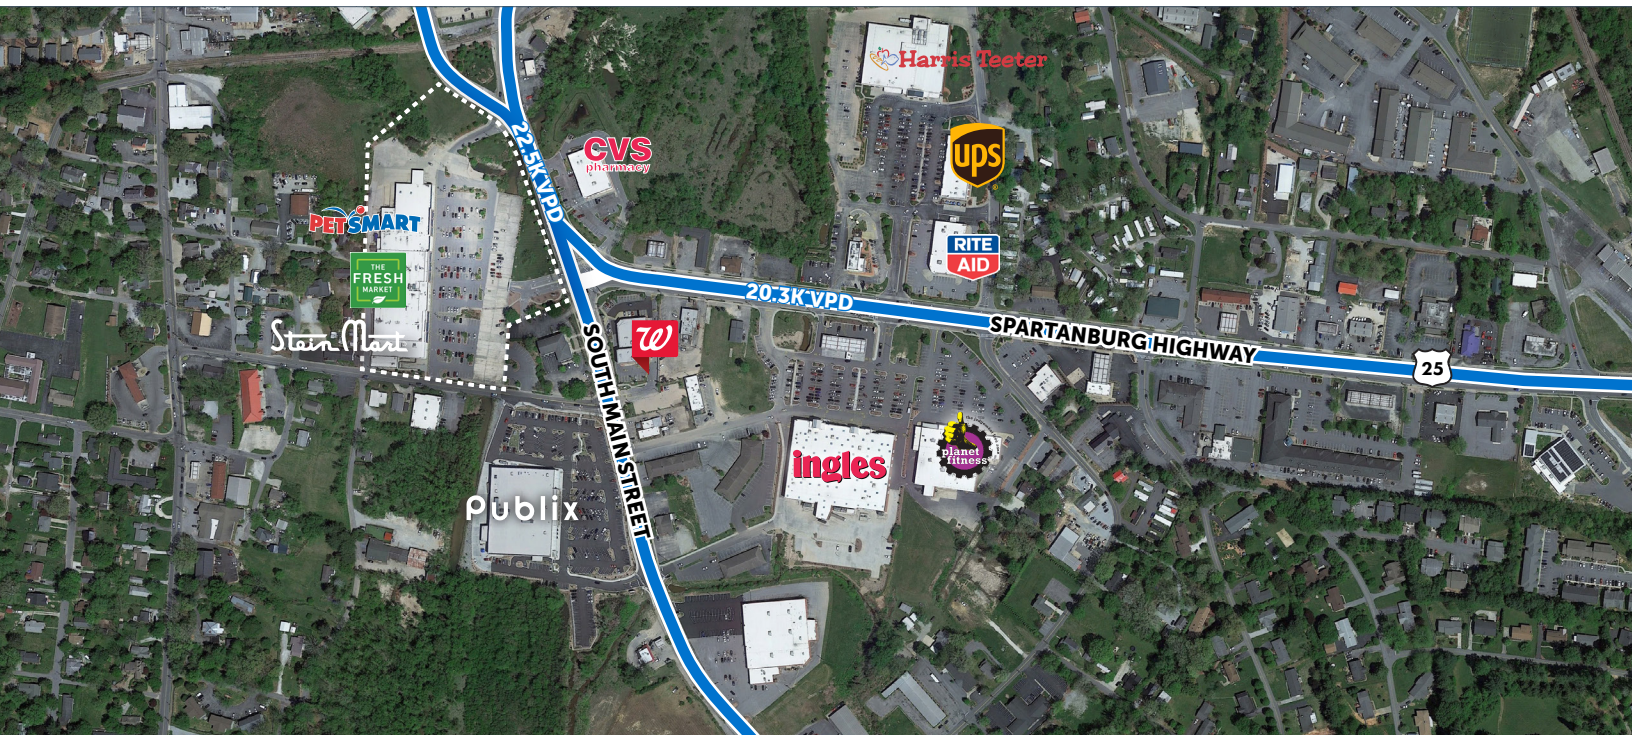 Harris Teeter
CVS
pharmacy
22.5K VPD
ups
®
PETSMART
RITE
AID
THE
FRESH
MARKET
20.3K VPD
Stein Mart
W
SOUTH MAIN STREET
SPARTANBURG HIGHWAY
25
ingles
planet
fitness
Publix